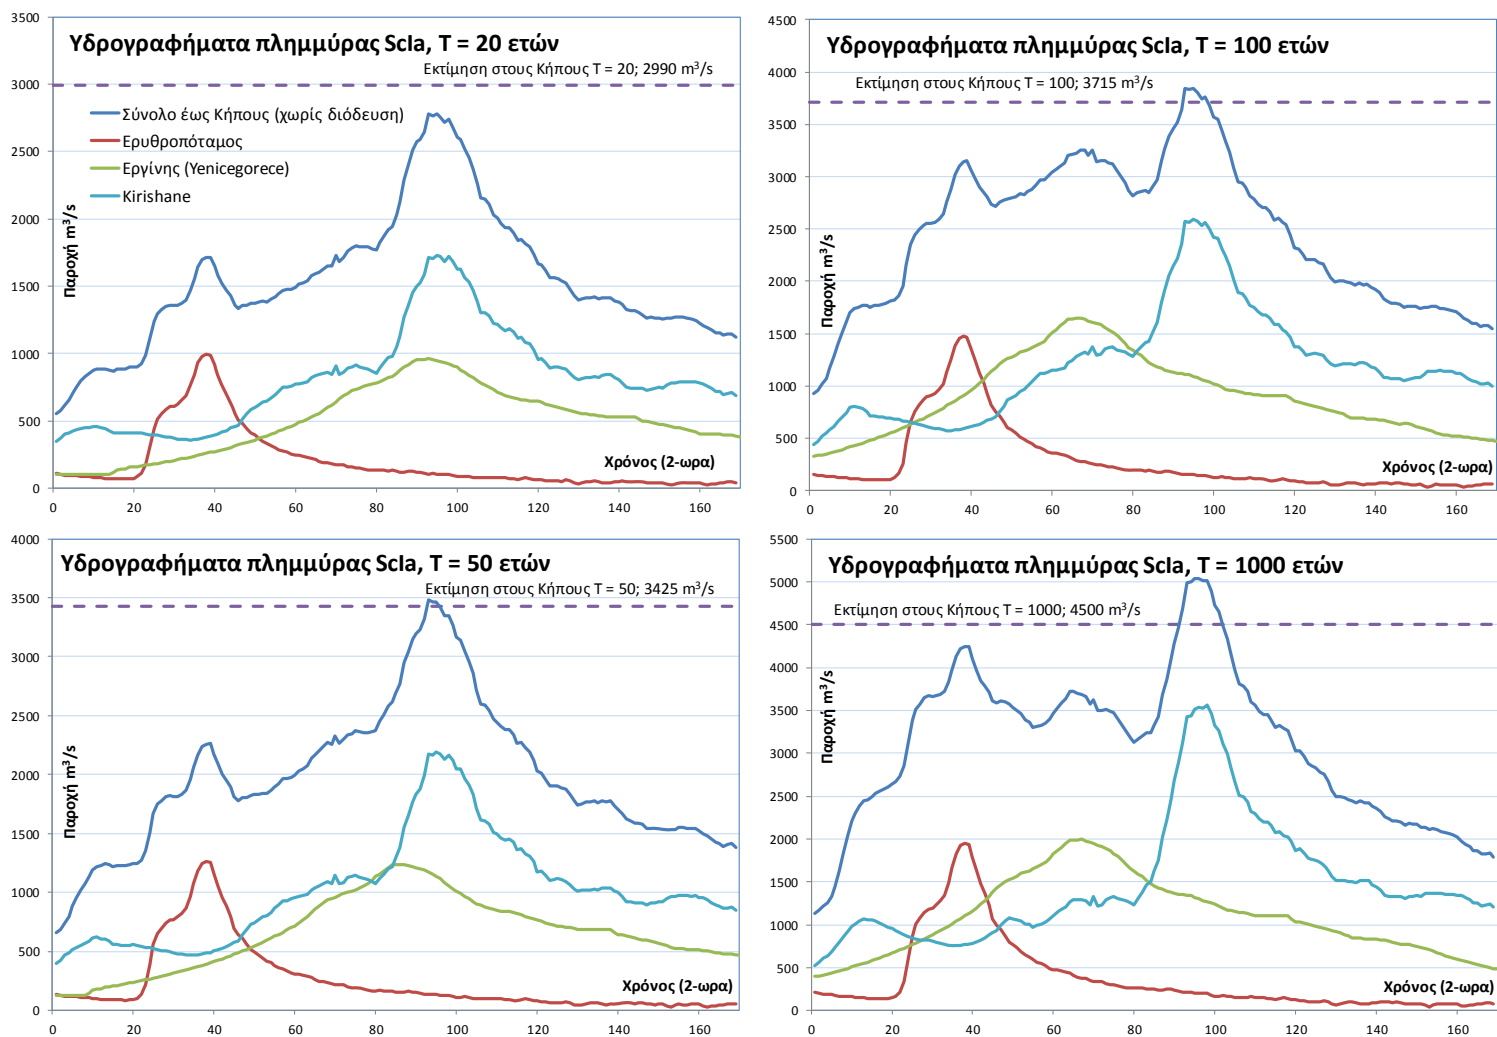 Υδρογραφήματα πλημμύρας ScIa, T = 20 ετών
Εκτίμηση στους Κήπους T = 20; 2990 m³/s
Σύνολο έως Κήπους (χωρίς διόδευση)
Ερυθροπόταμος
Εργίνης (Yenicegorece)
Kirishane
Παροχή m³/s
Χρόνος (2-ωρα)
3500
3000
2500
2000
1500
1000
500
0
0 20 40 60 80 100 120 140 160
Υδρογραφήματα πλημμύρας ScIa, T = 100 ετών
Εκτίμηση στους Κήπους T = 100; 3715 m³/s
Παροχή m³/s
Χρόνος (2-ωρα)
4500
4000
3500
3000
2500
2000
1500
1000
500
0
0 20 40 60 80 100 120 140 160
Υδρογραφήματα πλημμύρας ScIa, T = 50 ετών
Εκτίμηση στους Κήπους T = 50; 3425 m³/s
Παροχή m³/s
Χρόνος (2-ωρα)
4000
3500
3000
2500
2000
1500
1000
500
0
0 20 40 60 80 100 120 140 160
Υδρογραφήματα πλημμύρας ScIa, T = 1000 ετών
Εκτίμηση στους Κήπους T = 1000; 4500 m³/s
Παροχή m³/s
Χρόνος (2-ωρα)
5500
5000
4500
4000
3500
3000
2500
2000
1500
1000
500
0
0 20 40 60 80 100 120 140 160